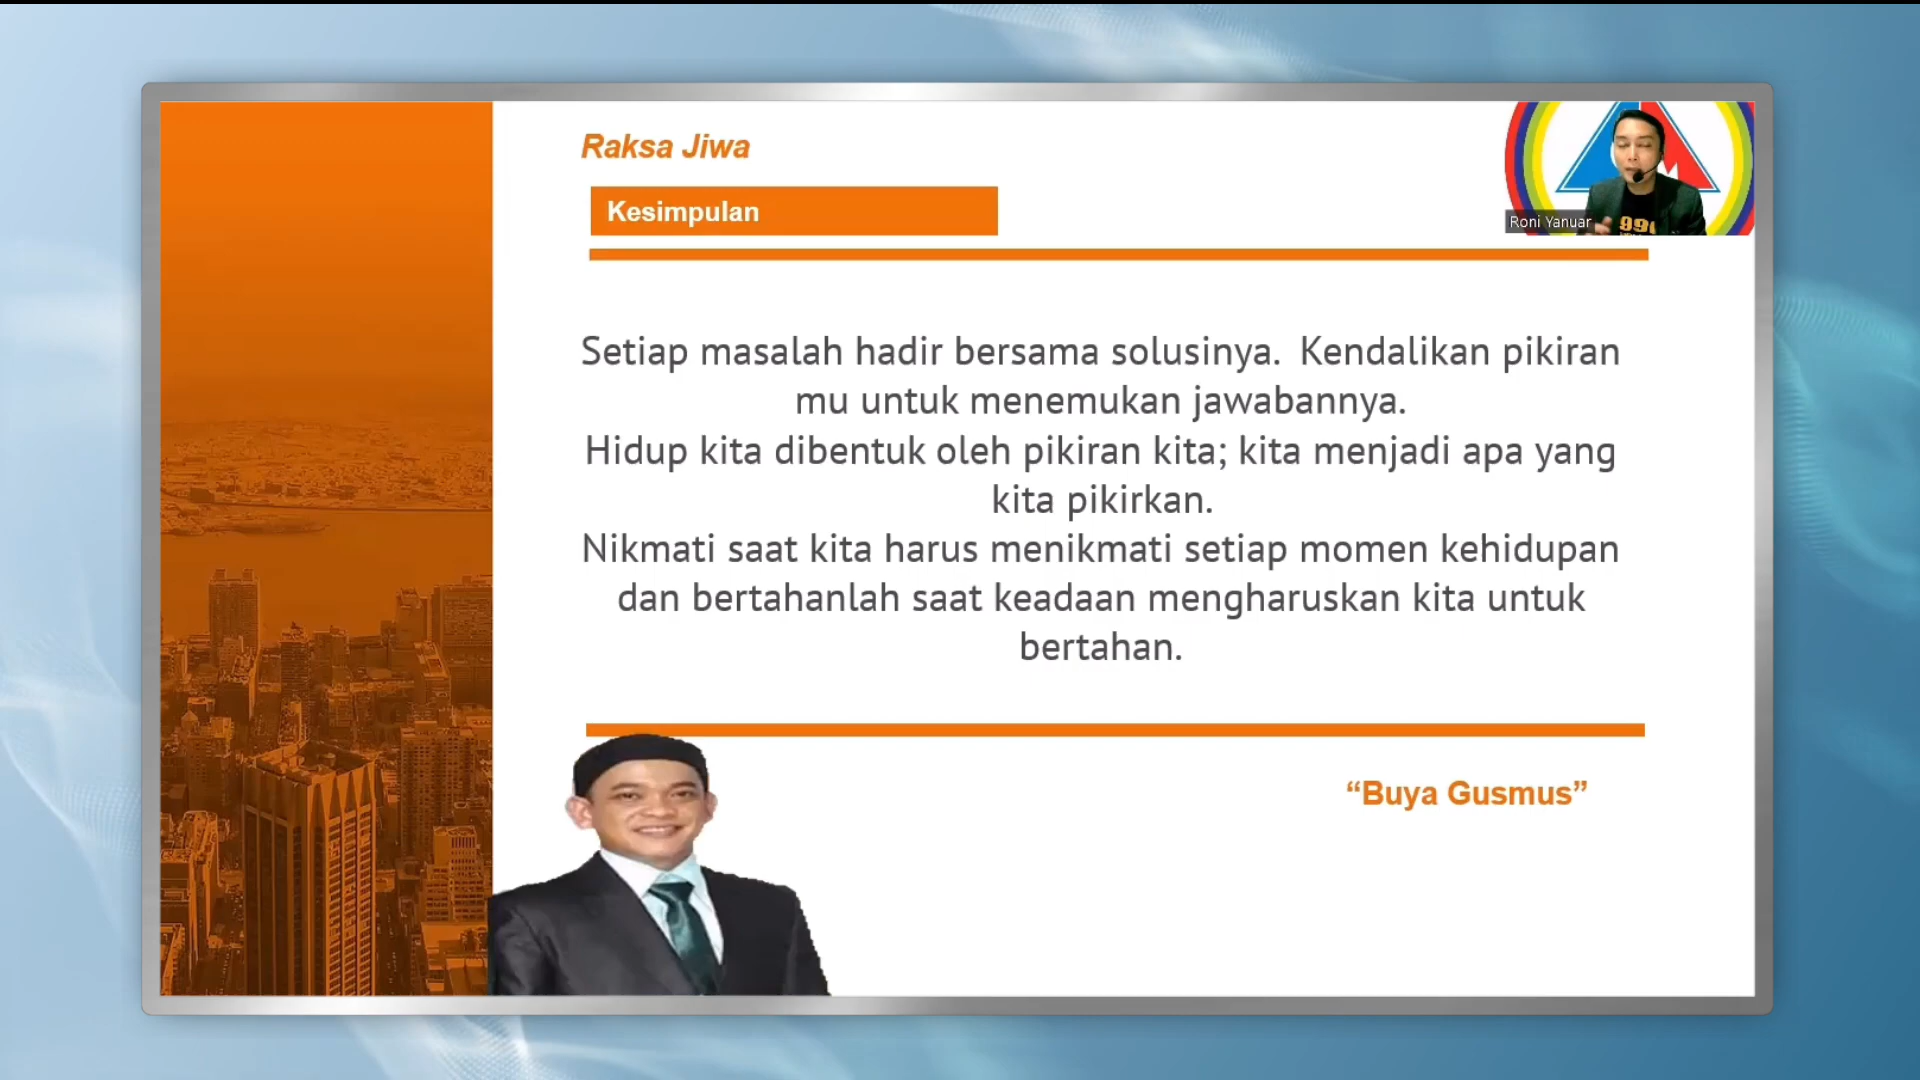 Raksa Jiwa
Kesimpulan
Roni Yanuar
Setiap masalah hadir bersama solusinya. Kendalikan pikiran
mu untuk menemukan jawabannya.
Hidup kita dibentuk oleh pikiran kita; kita menjadi apa yang
kita pikirkan.
Nikmati saat kita harus menikmati setiap momen kehidupan
dan bertahanlah saat keadaan mengharuskan kita untuk
bertahan.
“Buya Gusmus”